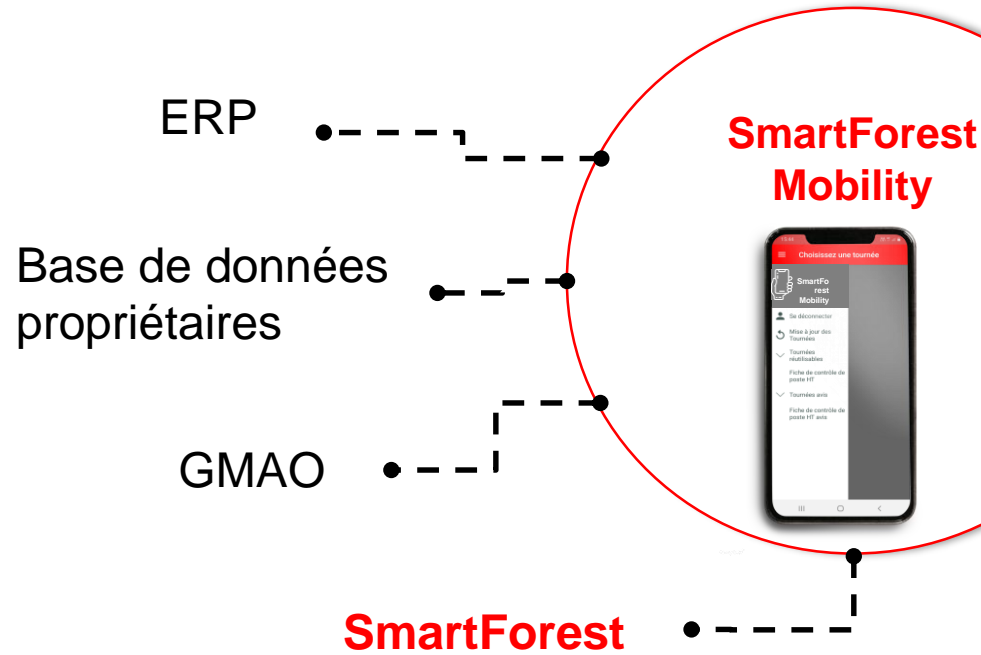 ERP
SmartForest
Mobility
Base de données
propriétaires
Choisissez une tournée
SmartFo
rest
Mobility
Se déconnecter
Mise à jour des
Tournées
Tournées
réutilisables
Fiche de contrôle de
poste HT
Tournées avis
Fiche de contrôle de
poste HT avis
GMAO
SmartForest